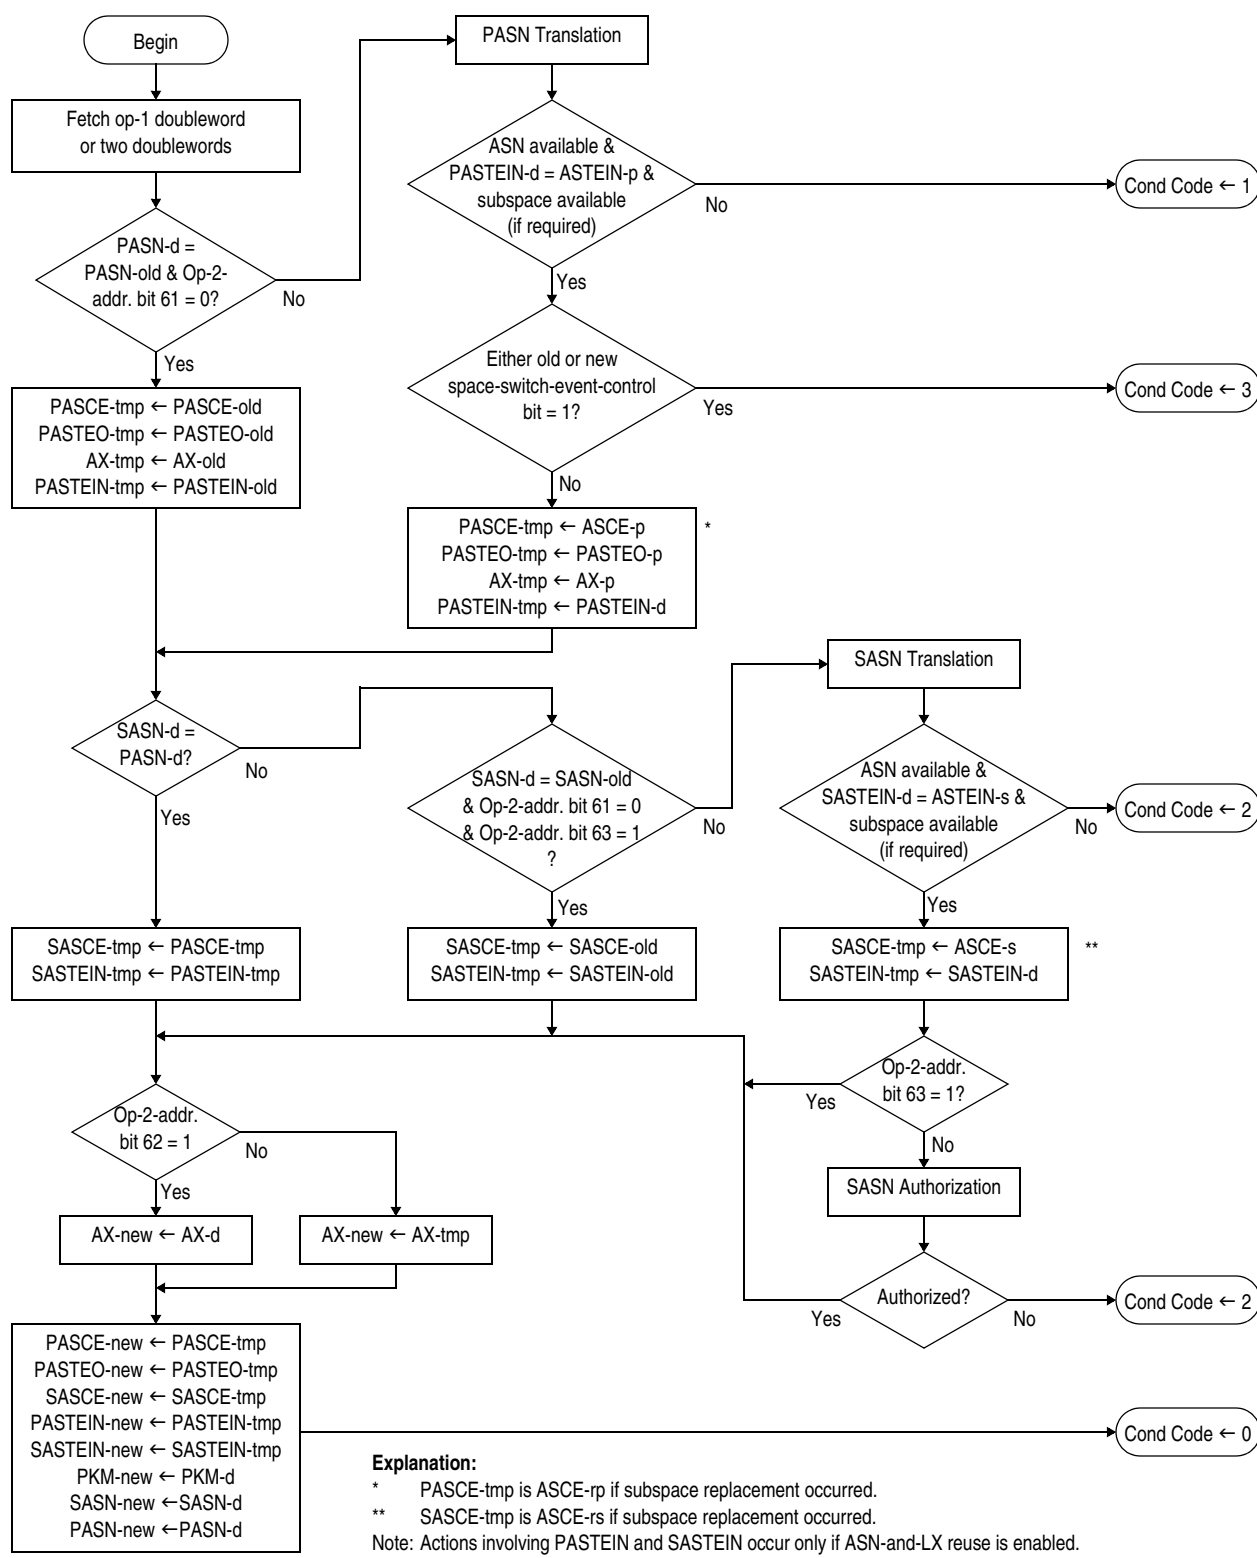 Begin
Fetch op-1 doubleword
or two doublewords
PASN-d =
PASN-old & Op-2-
addr. bit 61 = 0?
No
Yes
PASCE-tmp ← PASCE-old
PASTEO-tmp ← PASTEO-old
AX-tmp ← AX-old
PASTEIN-tmp ← PASTEIN-old
PASN Translation
ASN available &
PASTEIN-d = ASTEIN-p &
subspace available
(if required)
No
Cond Code ← 1
Yes
Either old or new
space-switch-event-control
bit = 1?
Yes
Cond Code ← 3
No
PASCE-tmp ← ASCE-p
PASTEO-tmp ← PASTEO-p
AX-tmp ← AX-p
PASTEIN-tmp ← PASTEIN-d
*
SASN-d =
PASN-d?
No
Yes
SASN-d = SASN-old
& Op-2-addr. bit 61 = 0
& Op-2-addr. bit 63 = 1
?
No
Yes
SASN Translation
ASN available &
SASTEIN-d = ASTEIN-s &
subspace available
(if required)
No
Cond Code ← 2
Yes
SASCE-tmp ← PASCE-tmp
SASTEIN-tmp ← PASTEIN-tmp
SASCE-tmp ← SASCE-old
SASTEIN-tmp ← SASTEIN-old
SASCE-tmp ← ASCE-s
SASTEIN-tmp ← SASTEIN-d
**
Op-2-addr.
bit 63 = 1?
Yes
No
SASN Authorization
Authorized?
Yes
No
Cond Code ← 2
Op-2-addr.
bit 62 = 1
No
Yes
AX-new ← AX-d
AX-new ← AX-tmp
PASCE-new ← PASCE-tmp
PASTEO-new ← PASTEO-tmp
SASCE-new ← SASCE-tmp
PASTEIN-new ← PASTEIN-tmp
SASTEIN-new ← SASTEIN-tmp
PKM-new ← PKM-d
SASN-new ←SASN-d
PASN-new ←PASN-d
Cond Code ← 0
Explanation:
* PASCE-tmp is ASCE-rp if subspace replacement occurred.
** SASCE-tmp is ASCE-rs if subspace replacement occurred.
Note: Actions involving PASTEIN and SASTEIN occur only if ASN-and-LX reuse is enabled.